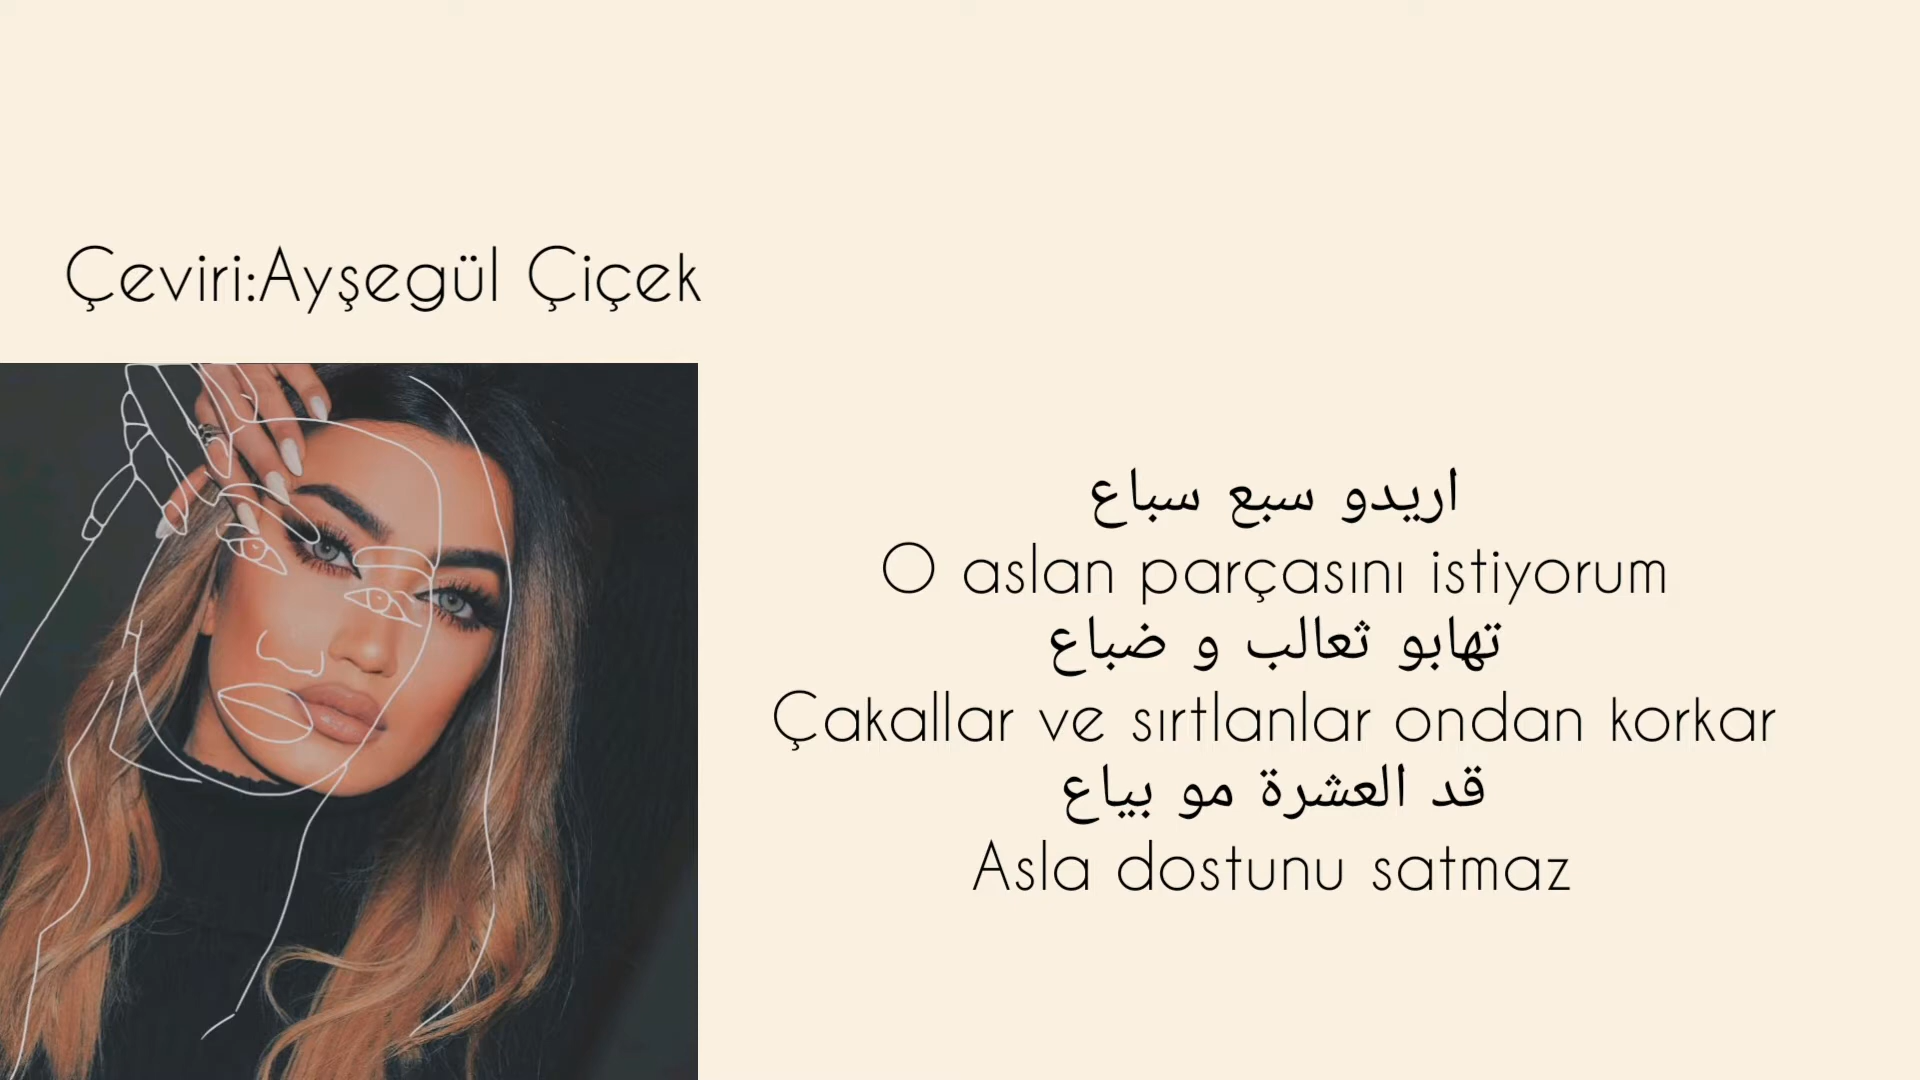 Çeviri:Ayşegül Çiçek
اريدو سبع سباع
O aslan parçasını istiyorum
تهابو ثعالب و ضباع
Çakallar ve sırtlanlar ondan korkar
قد العشرة مو بياع
Asla dostunu satmaz